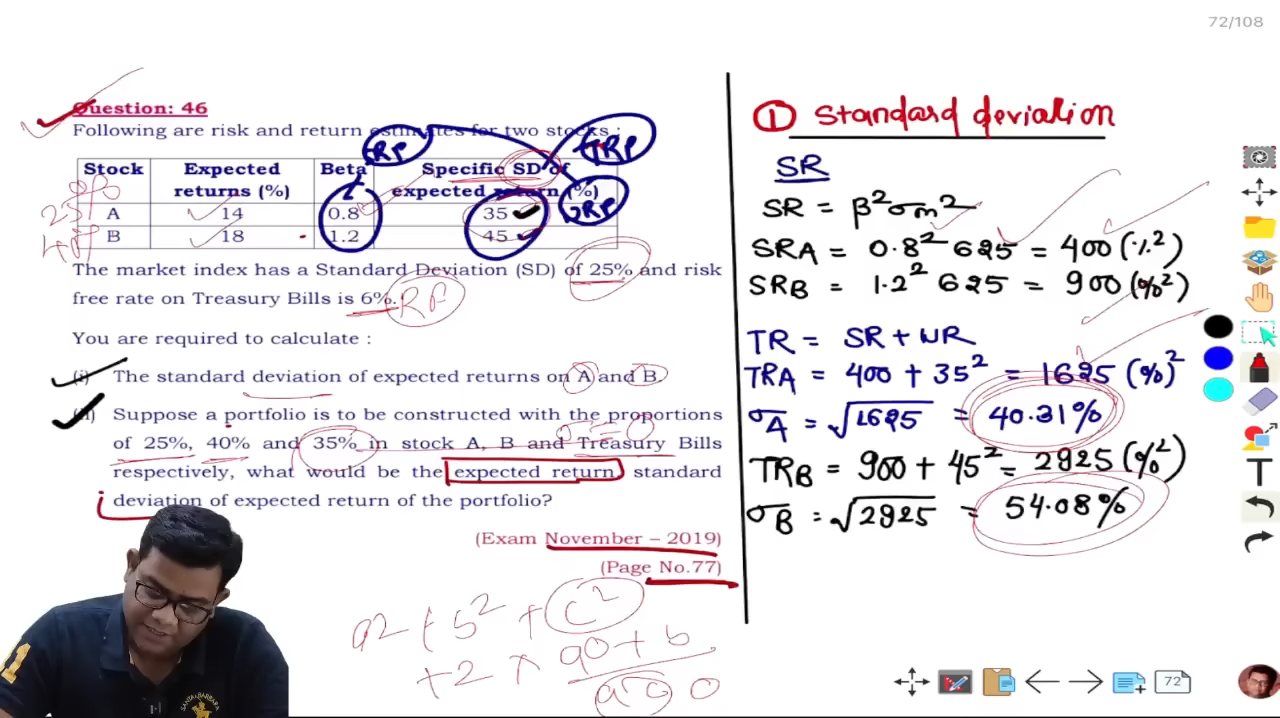 72/108
Question: 46
Following are risk and return estimates for two stocks :
Stock Expected returns (%) Beta Specific SD of expected return (%)
A 14 0.8 35
B 18 1.2 45
25%
40%
RP
TRP
The market index has a Standard Deviation (SD) of 25% and risk
free rate on Treasury Bills is 6%.
RF
You are required to calculate :
(i) The standard deviation of expected returns on A and B.
(ii) Suppose a portfolio is to be constructed with the proportions
of 25%, 40% and 35% in stock A, B and Treasury Bills
respectively, what would be the expected return standard
deviation of expected return of the portfolio?
(Exam November – 2019)
(Page No.77)
a2 + b2 + c2
① Standard deviation
SR
SR = β²σm²
SRA = 0.8² 625 = 400 (%²)
SRB = 1.2² 625 = 900 (%²)
TR = SR + UR
TRA = 400 + 35² = 1625 (%)²
σA = √1625 = 40.31%
TRB = 900 + 45² = 2925 (%²)
σB = √2925 = 54.08%
72